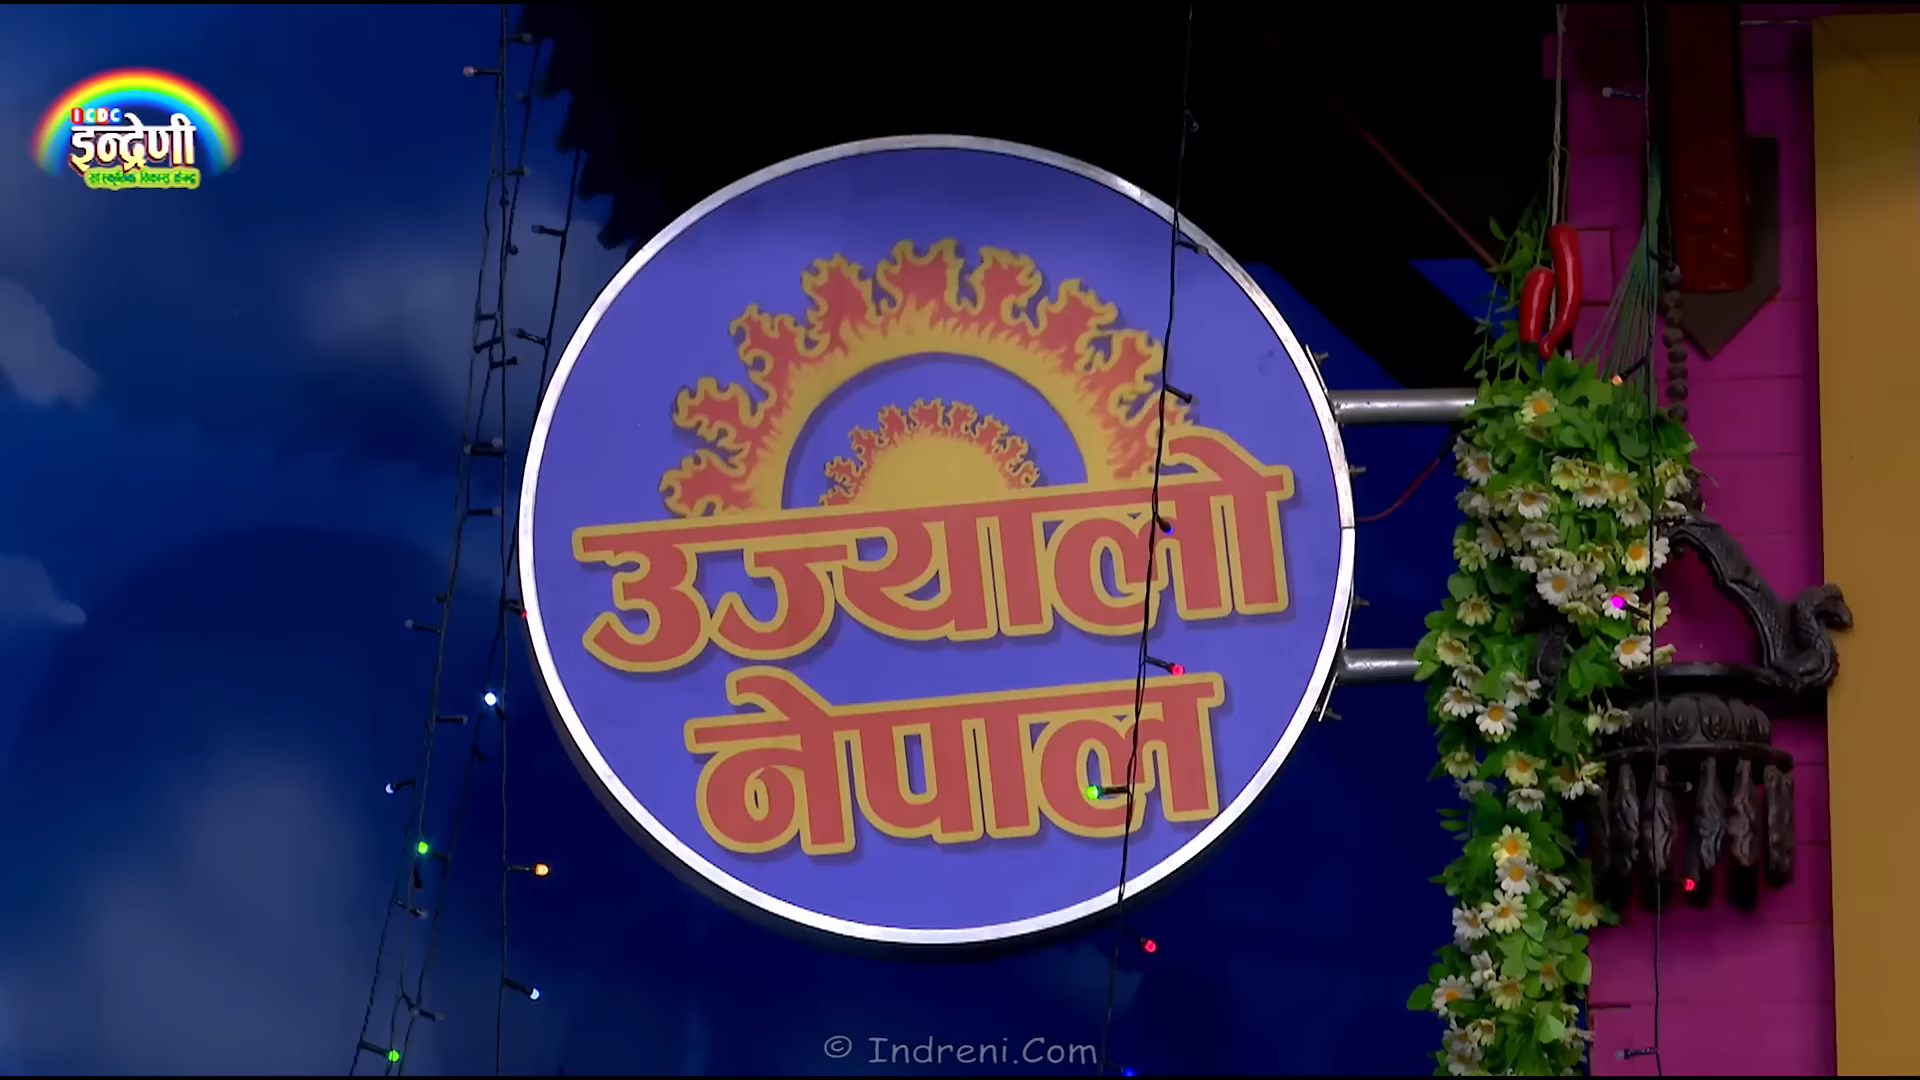 ICDC
इन्द्रेणी
सांस्कृतिक विकास केन्द्र
उज्यालो
नेपाल
© Indreni.Com